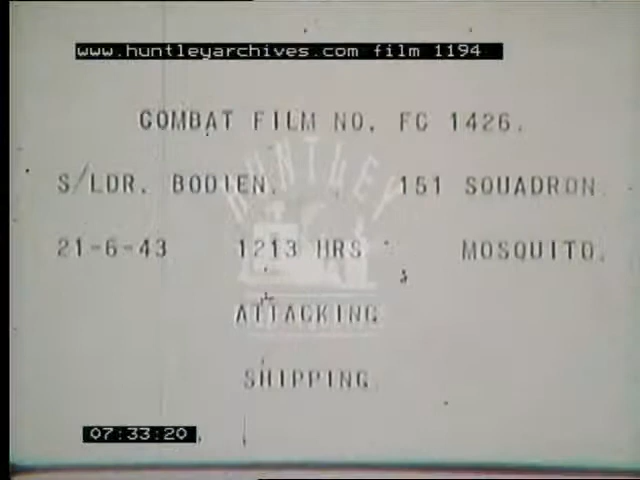 www.huntleyarchives.com film 1194
COMBAT FILM NO. FC 1426.
S/LDR. BODIEN. 151 SQUADRON.
21-6-43 1213 HRS MOSQUITO.
HUNTLEY
ATTACKING
SHIPPING.
07:33:20